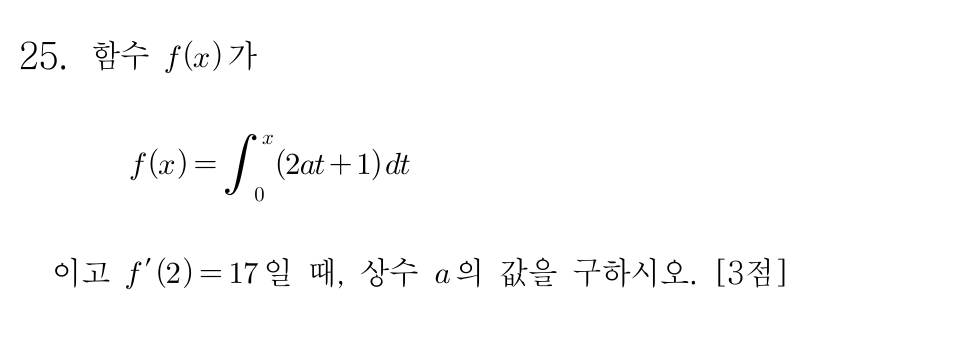 25. 함수 f(x)가
f(x)=∫₀ˣ(2at+1)dt
이고 f′(2)=17일 때, 상수 a의 값을 구하시오. [3점]